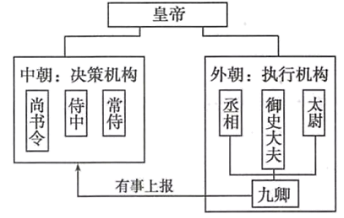 皇帝
中朝：决策机构
尚书令
侍中
常侍
外朝：执行机构
丞相
御史大夫
太尉
有事上报
九卿